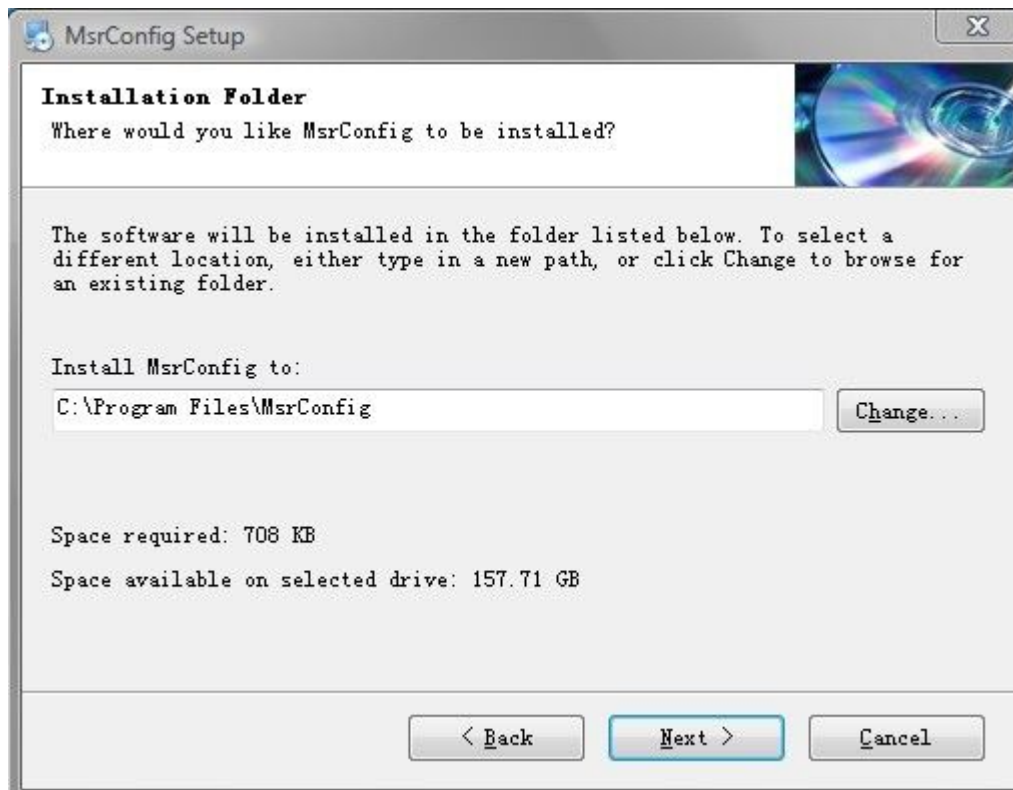 MsrConfig Setup
Installation Folder
Where would you like MsrConfig to be installed?
The software will be installed in the folder listed below. To select a
different location, either type in a new path, or click Change to browse for
an existing folder.
Install MsrConfig to:
C:\Program Files\MsrConfig
Change...
Space required: 708 KB
Space available on selected drive: 157.71 GB
< Back
Next >
Cancel